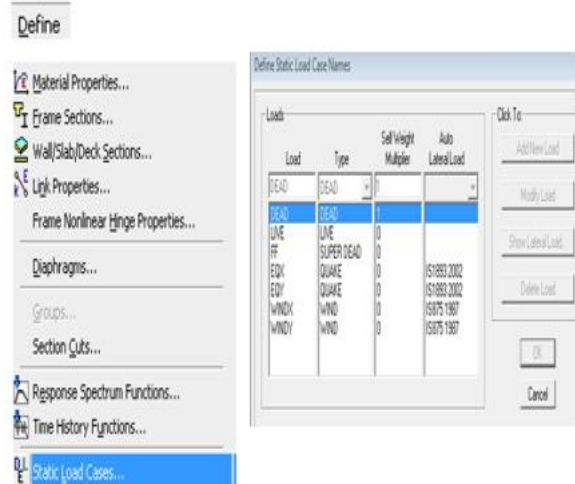 Define
Material Properties...
Frame Sections...
Wall/Slab/Deck Sections...
Link Properties...
Frame Nonlinear Hinge Properties...
Diaphragms...
Groups...
Section Cuts...
Response Spectrum Functions...
Time History Functions...
Static Load Cases...
Define Static Load Case Names
Loads
Load Type Self Weight Multiplier Auto Lateral Load
DEAD DEAD 1
DEAD DEAD 1
LIVE LIVE 0
FF SUPER DEAD 0
EQX QUAKE 0 IS1893 2002
EQY QUAKE 0 IS1893 2002
WINDX WIND 0 IS875 1987
WINDY WIND 0 IS875 1987
Click To:
Add New Load
Modify Load
Show Lateral Load...
Delete Load
OK
Cancel